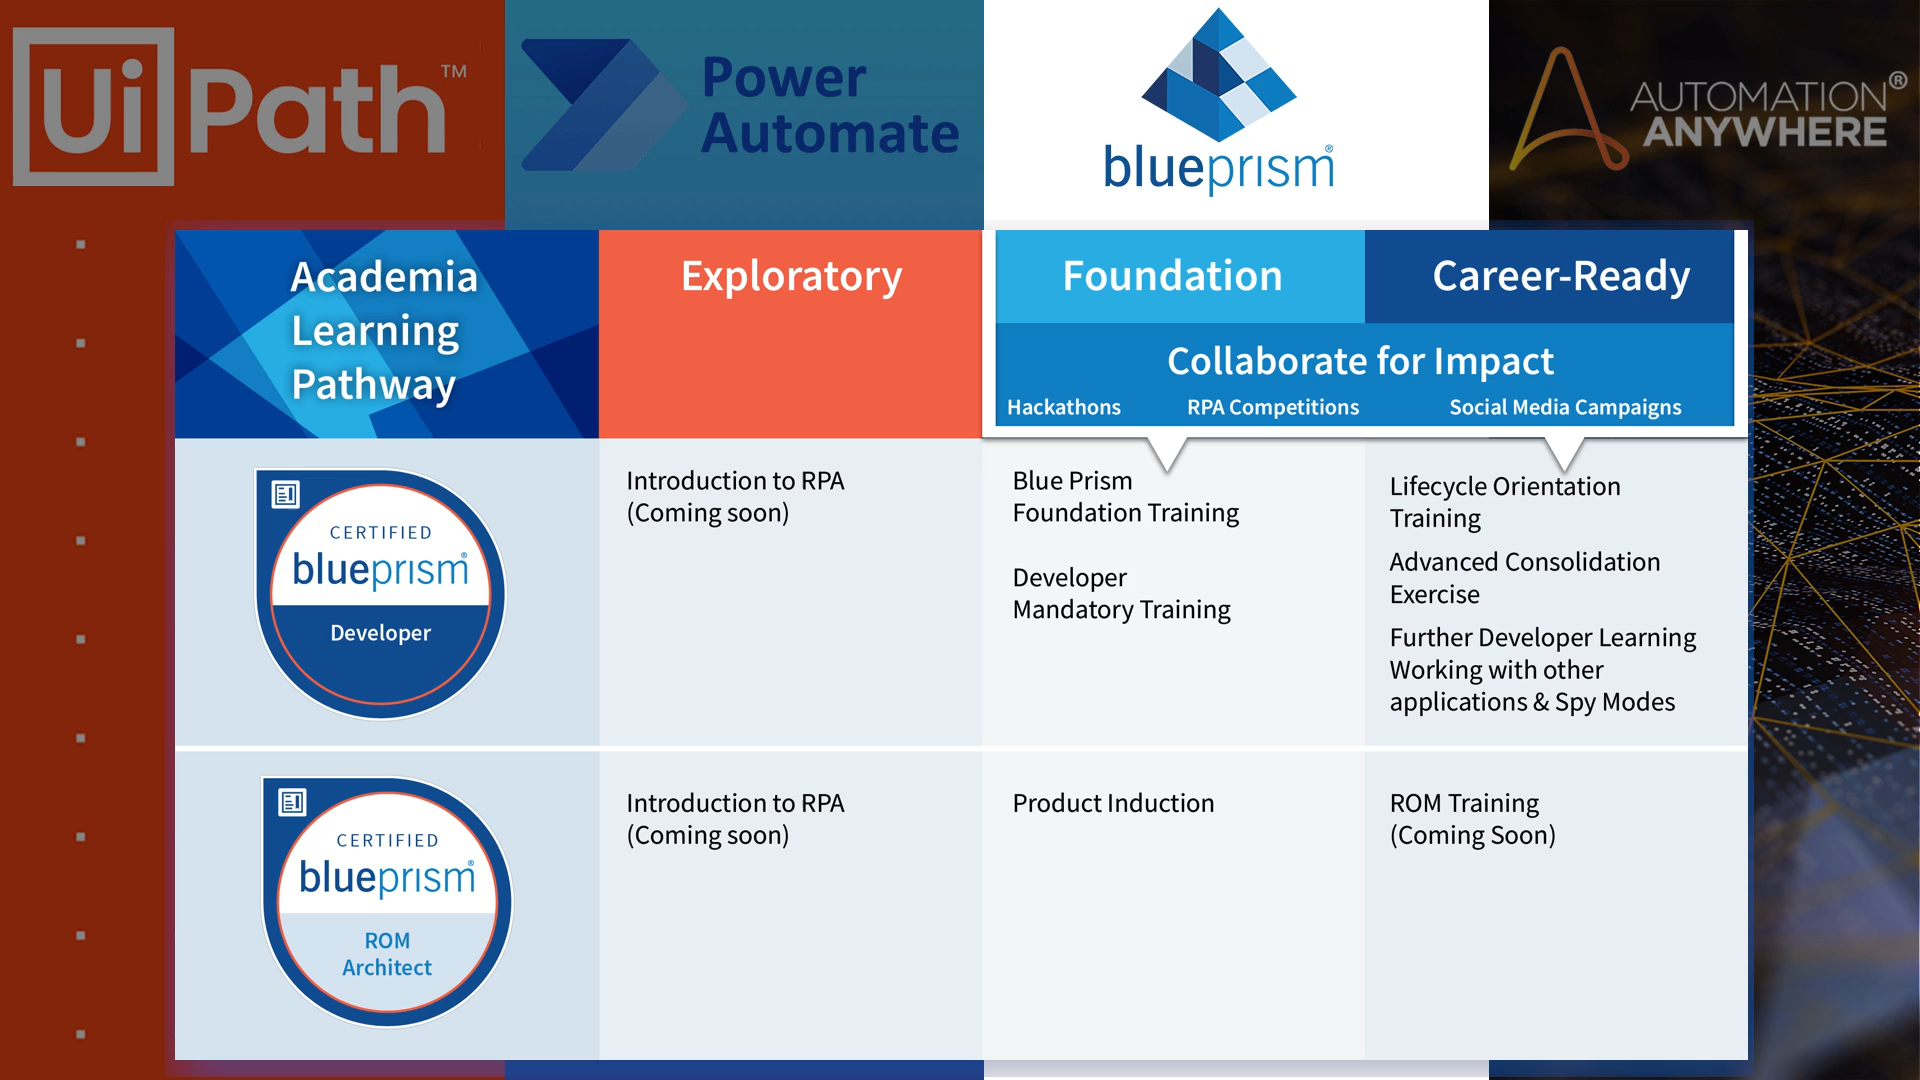 UiPath™
Power
Automate
blueprism®
AUTOMATION®
ANYWHERE
Academia
Learning
Pathway
Exploratory
Foundation
Career-Ready
Collaborate for Impact
Hackathons
RPA Competitions
Social Media Campaigns
CERTIFIED
blueprism®
Developer
Introduction to RPA
(Coming soon)
Blue Prism
Foundation Training
Developer
Mandatory Training
Lifecycle Orientation
Training
Advanced Consolidation
Exercise
Further Developer Learning
Working with other
applications & Spy Modes
CERTIFIED
blueprism®
ROM
Architect
Introduction to RPA
(Coming soon)
Product Induction
ROM Training
(Coming Soon)